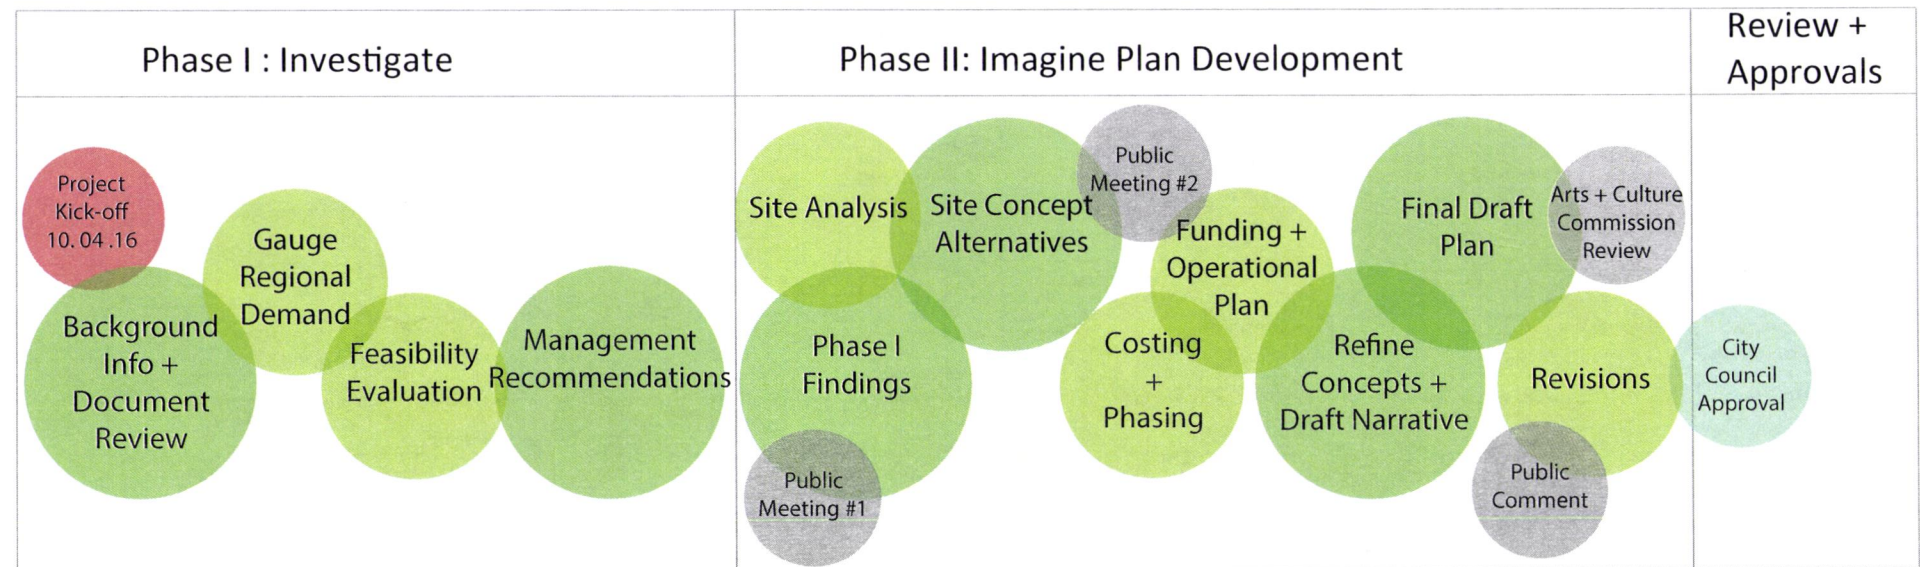 Phase I : Investigate
Phase II: Imagine Plan Development
Review +
Approvals
Project
Kick-off
10. 04 .16
Background
Info +
Document
Review
Gauge
Regional
Demand
Feasibility
Evaluation
Management
Recommendations
Site Analysis
Phase I
Findings
Public
Meeting #1
Site Concept
Alternatives
Public
Meeting #2
Funding +
Operational
Plan
Costing
+
Phasing
Refine
Concepts +
Draft Narrative
Final Draft
Plan
Arts + Culture
Commission
Review
Revisions
Public
Comment
City
Council
Approval